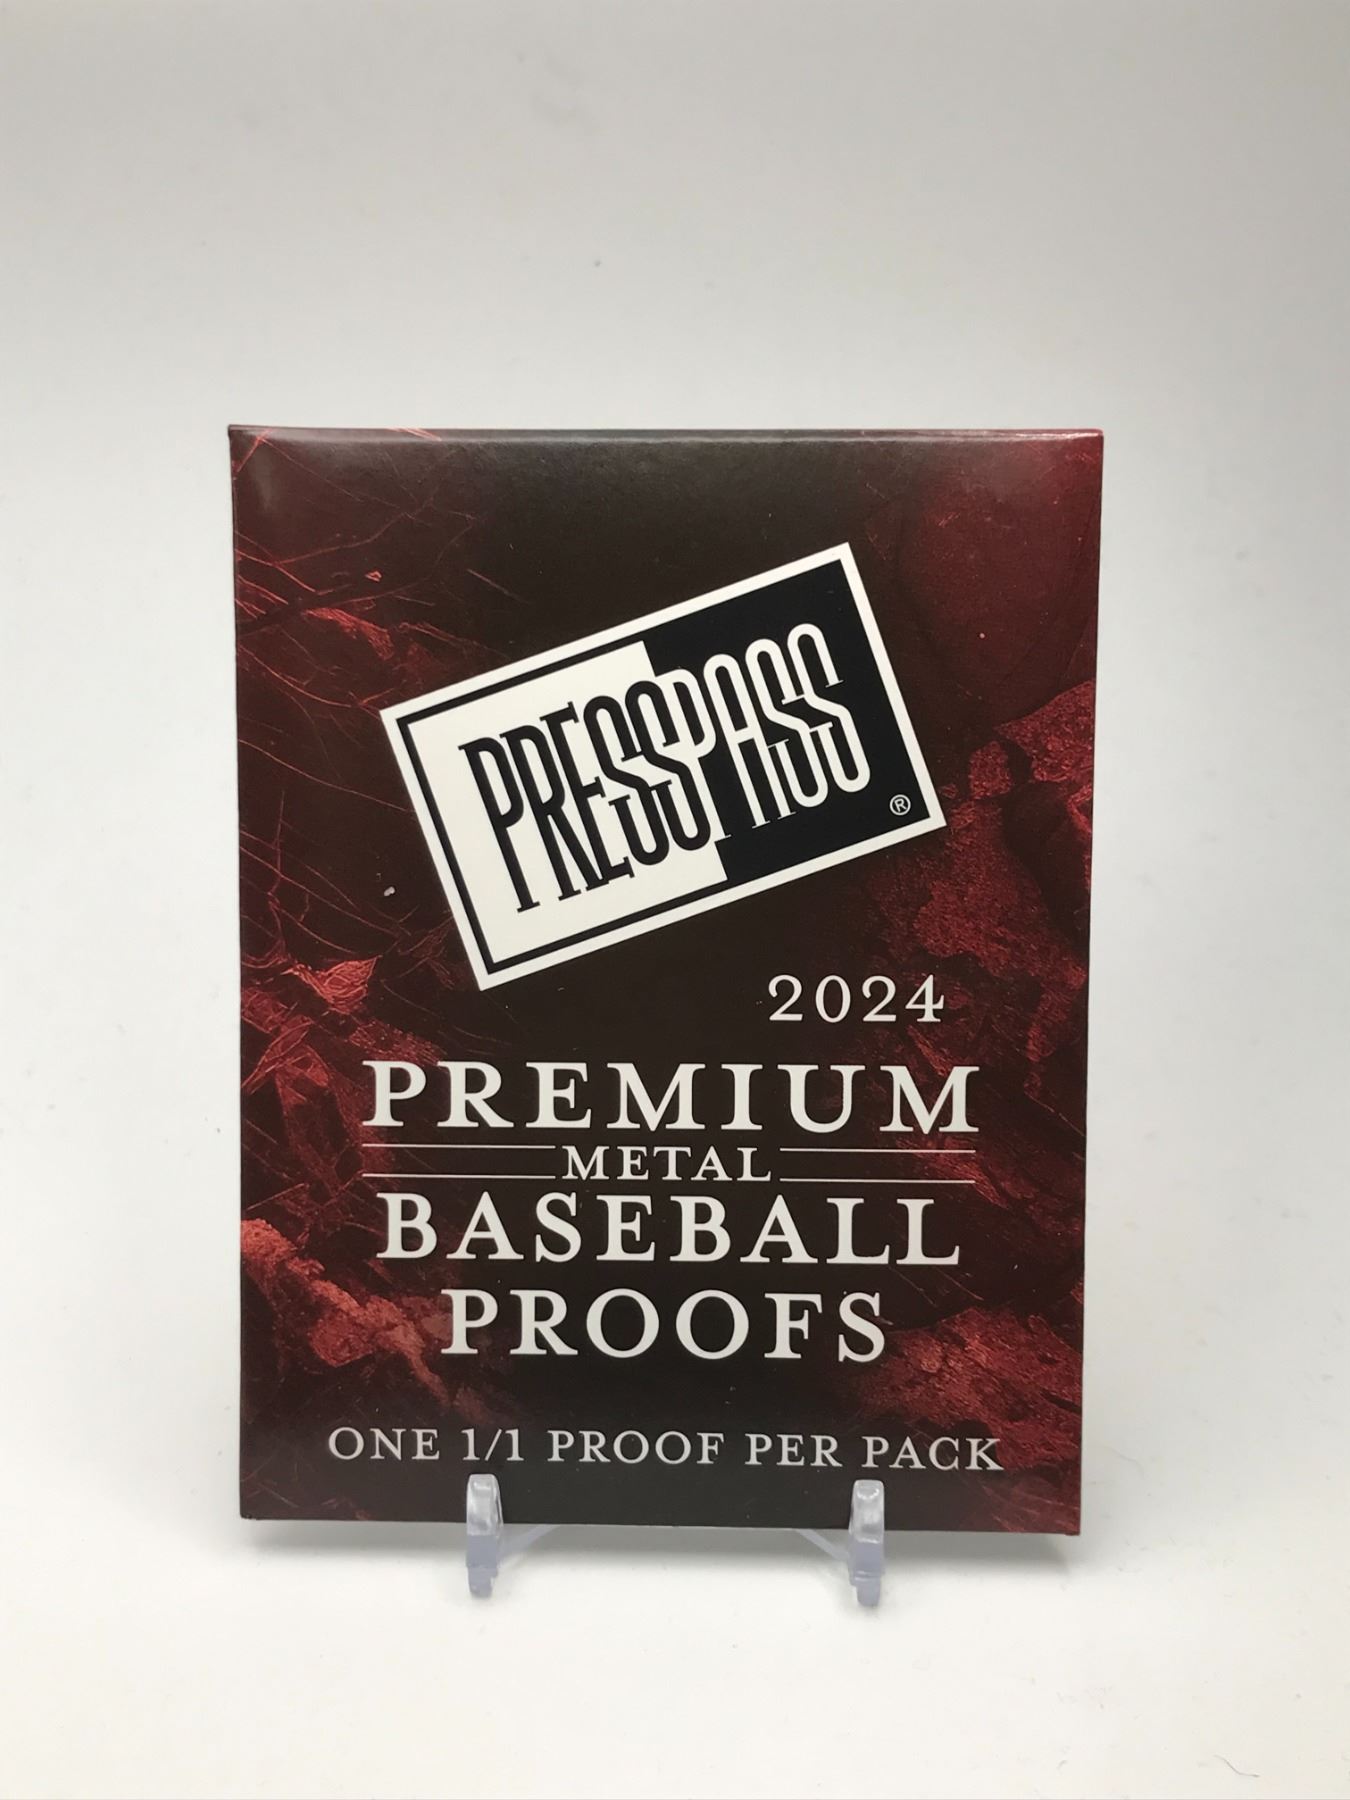 PRESSPASS
®
2024
PREMIUM
METAL
BASEBALL
PROOFS
ONE 1/1 PROOF PER PACK